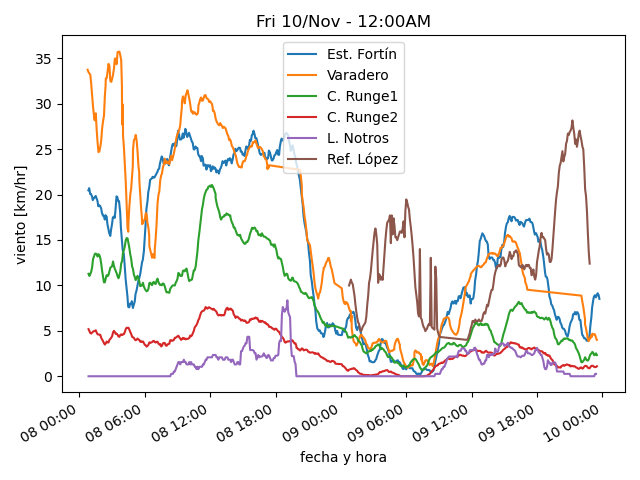 Fri 10/Nov - 12:00AM
Est. Fortín
Varadero
C. Runge1
C. Runge2
L. Notros
Ref. López
viento [km/hr]
35
30
25
20
15
10
5
0
08 00:00
08 06:00
08 12:00
08 18:00
09 00:00
09 06:00
09 12:00
09 18:00
10 00:00
fecha y hora